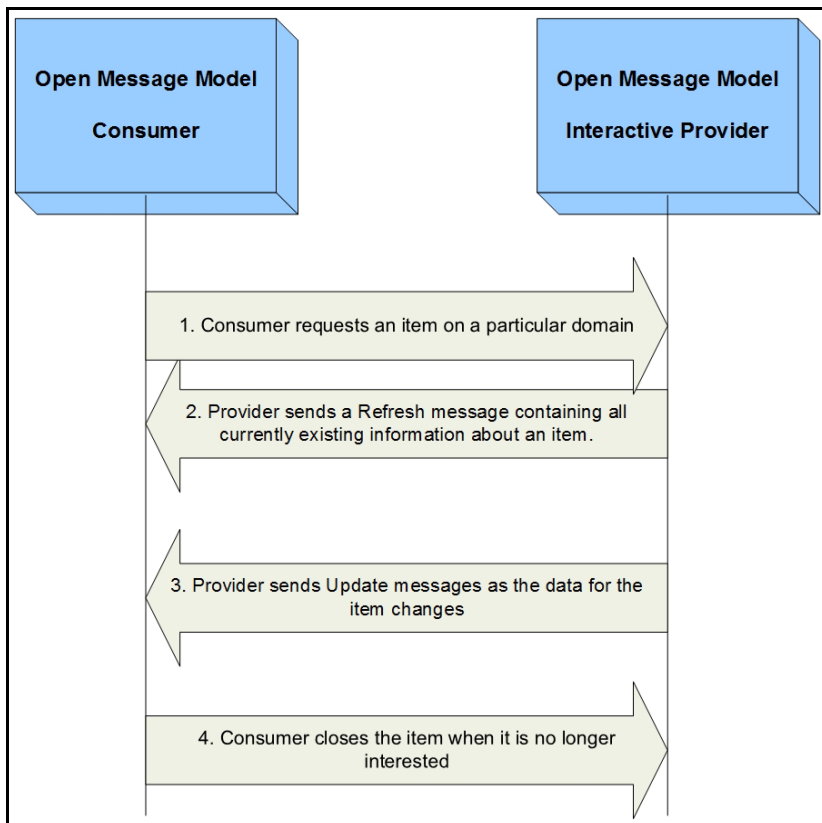 Open Message Model
Consumer
Open Message Model
Interactive Provider
1. Consumer requests an item on a particular domain
2. Provider sends a Refresh message containing all
currently existing information about an item.
3. Provider sends Update messages as the data for the
item changes
4. Consumer closes the item when it is no longer
interested